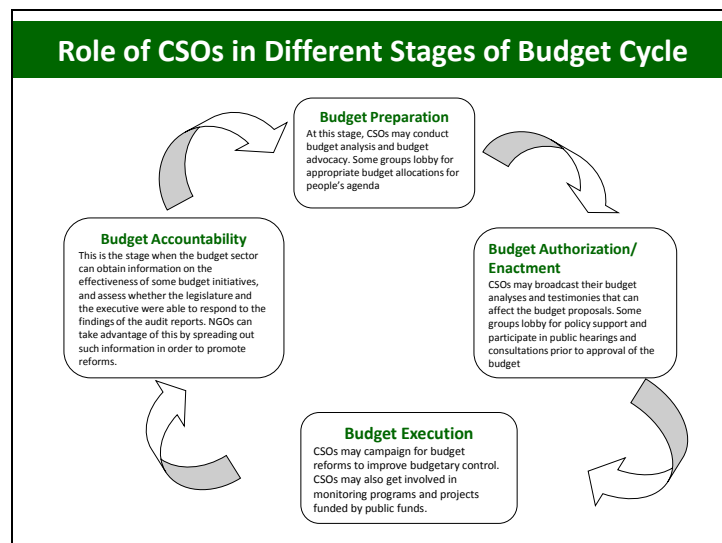 Role of CSOs in Different Stages of Budget Cycle
Budget Preparation
At this stage, CSOs may conduct
budget analysis and budget
advocacy. Some groups lobby for
appropriate budget allocations for
people's agenda
Budget Authorization/
Enactment
CSOs may broadcast their budget
analyses and testimonies that can
affect the budget proposals. Some
groups lobby for policy support and
participate in public hearings and
consultations prior to approval of the
budget
Budget Execution
CSOs may campaign for budget
reforms to improve budgetary control.
CSOs may also get involved in
monitoring programs and projects
funded by public funds.
Budget Accountability
This is the stage when the budget sector
can obtain information on the
effectiveness of some budget initiatives,
and assess whether the legislature and
the executive were able to respond to the
findings of the audit reports. NGOs can
take advantage of this by spreading out
such information in order to promote
reforms.